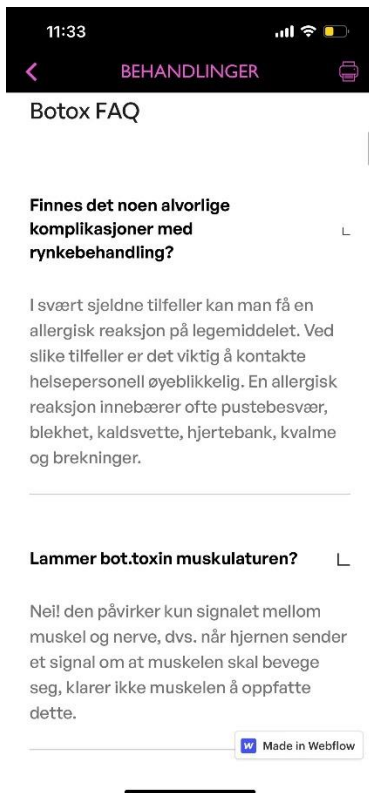 11:33
BEHANDLINGER
Botox FAQ
Finnes det noen alvorlige
komplikasjoner med
rynkebehandling?
I svært sjeldne tilfeller kan man få en
allergisk reaksjon på legemiddelet. Ved
slike tilfeller er det viktig å kontakte
helsepersonell øyeblikkelig. En allergisk
reaksjon innebærer ofte pustebesvær,
blekhet, kaldsvette, hjertebank, kvalme
og brekninger.
Lammer bot.toxin muskulaturen?
Nei! den påvirker kun signalet mellom
muskel og nerve, dvs. når hjernen sender
et signal om at muskelen skal bevege
seg, klarer ikke muskelen å oppfatte
dette.
W Made in Webflow